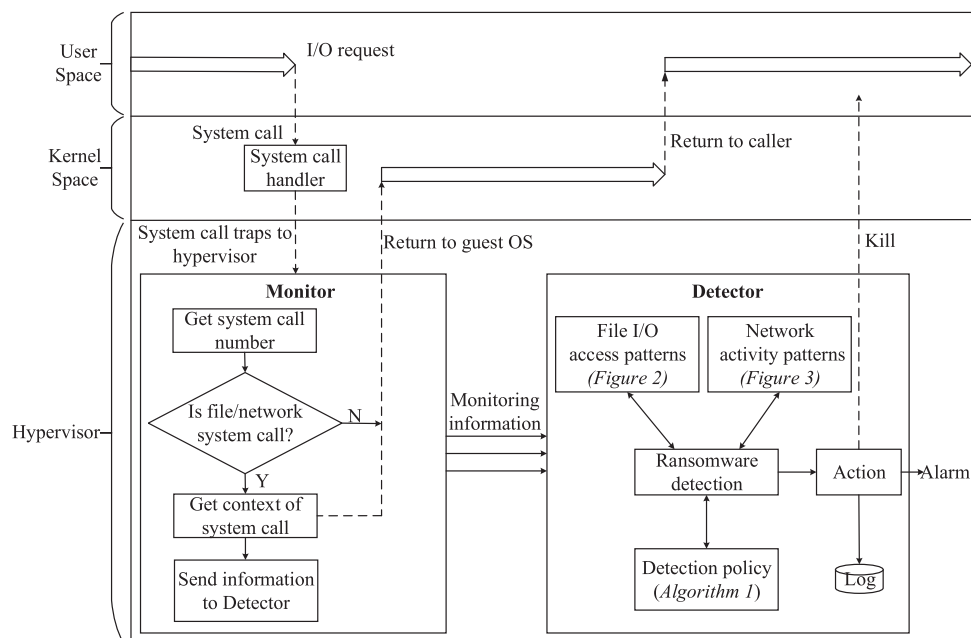 User
Space
I/O request
System call
Kernel
Space
System call
handler
Return to caller
System call traps to
hypervisor
Return to guest OS
Kill
Hypervisor
Monitor
Get system call
number
Is file/network
system call?
N
Y
Get context of
system call
Send information
to Detector
Monitoring
information
Detector
File I/O
access patterns
(Figure 2)
Network
activity patterns
(Figure 3)
Ransomware
detection
Action
Alarm
Detection policy
(Algorithm 1)
Log